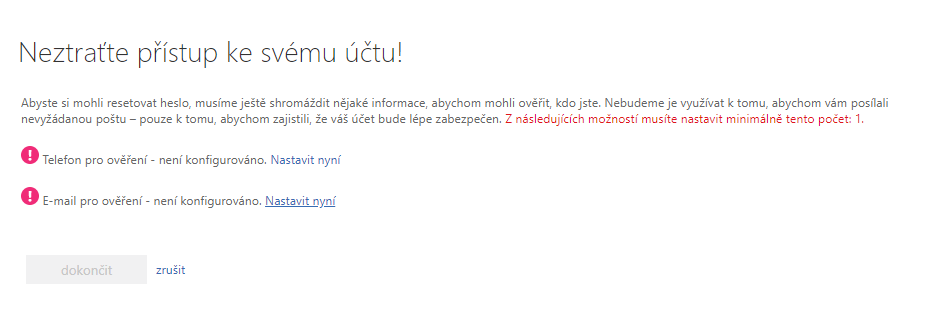 Neztraťte přístup ke svému účtu!
Abyste si mohli resetovat heslo, musíme ještě shromáždit nějaké informace, abychom mohli ověřit, kdo jste. Nebudeme je využívat k tomu, abychom vám posílali
nevyžádanou poštu – pouze k tomu, abychom zajistili, že váš účet bude lépe zabezpečen. Z následujících možností musíte nastavit minimálně tento počet: 1.
! Telefon pro ověření - není konfigurováno. Nastavit nyní
! E-mail pro ověření - není konfigurováno. Nastavit nyní
dokončit zrušit